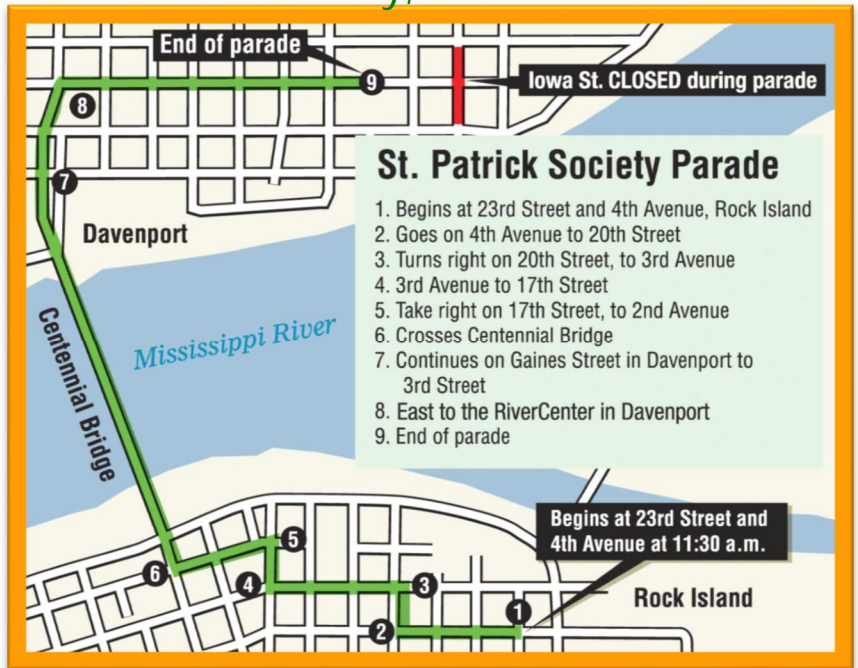 End of parade
9
Iowa St. CLOSED during parade
8
7
Davenport
St. Patrick Society Parade
1. Begins at 23rd Street and 4th Avenue, Rock Island
2. Goes on 4th Avenue to 20th Street
3. Turns right on 20th Street, to 3rd Avenue
4. 3rd Avenue to 17th Street
5. Take right on 17th Street, to 2nd Avenue
6. Crosses Centennial Bridge
7. Continues on Gaines Street in Davenport to
3rd Street
8. East to the RiverCenter in Davenport
9. End of parade
Mississippi River
Centennial Bridge
Begins at 23rd Street and
4th Avenue at 11:30 a.m.
5
6
4
3
Rock Island
1
2